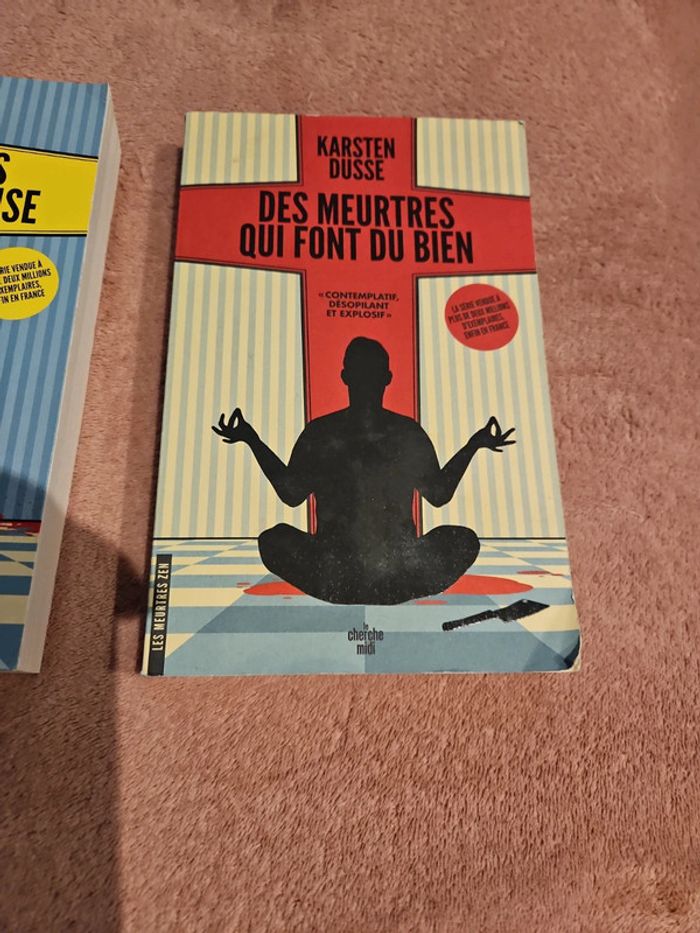 S
ISE
RIE VENDUE À
DEUX MILLIONS
EXEMPLAIRES,
FIN EN FRANCE
KARSTEN
DUSSE
DES MEURTRES
QUI FONT DU BIEN
« CONTEMPLATIF,
DÉSOPILANT
ET EXPLOSIF »
LA SÉRIE VENDUE À
PLUS DE DEUX MILLIONS
D'EXEMPLAIRES,
ENFIN EN FRANCE
LES MEURTRES ZEN
le
cherche
midi